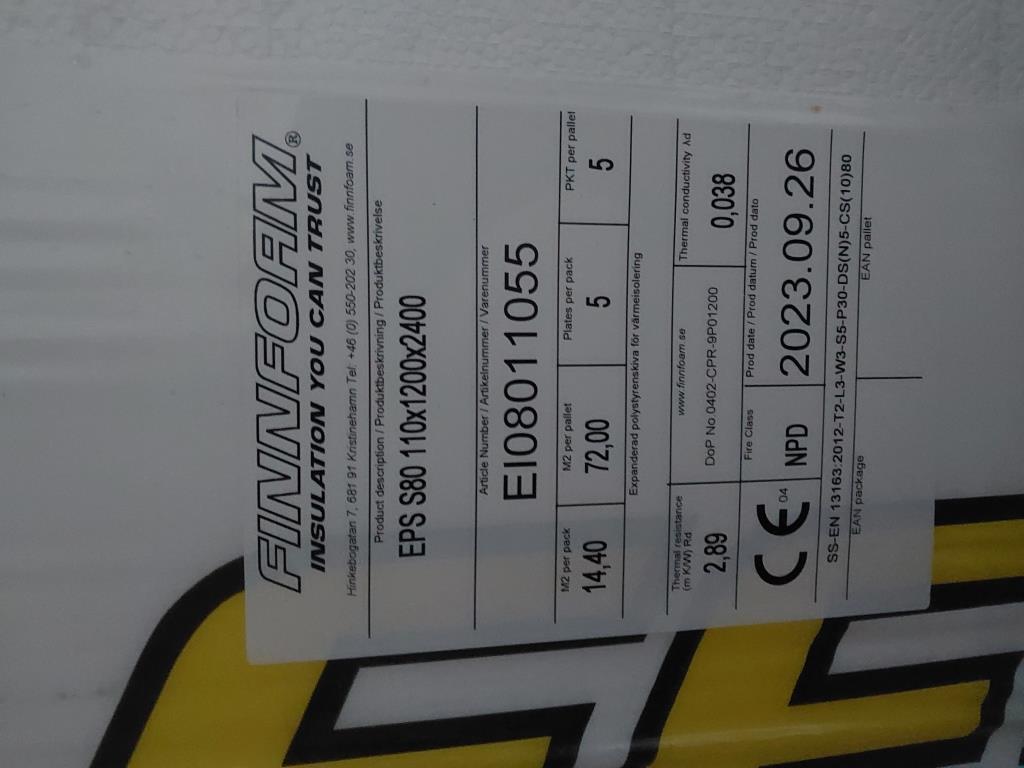 FINNFOAM®
INSULATION YOU CAN TRUST
Hinkebogatan 7, 681 91 Kristinehamn Tel: +46 (0) 550-202 30, www.finnfoam.se
Product description / Produktbeskrivning / Produktbeskrivelse
EPS S80 110x1200x2400
Article Number / Artikelnummer / Varenummer
EI08011055
M2 per pack M2 per pallet Plates per pack PKT per pallet
14,40 72,00 5 5
Expanderad polystyrenskiva för värmeisolering
Thermal resistance
(m K/W) Rd
2,89
www.finnfoam.se
DoP No.0402-CPR-9P01200
Thermal conductivity λd
0,038
CE 04
Fire Class
NPD
Prod date / Prod datum / Prod dato
2023.09.26
SS-EN 13163:2012-T2-L3-W3-S5-P30-DS(N)5-CS(10)80
EAN package EAN pallet